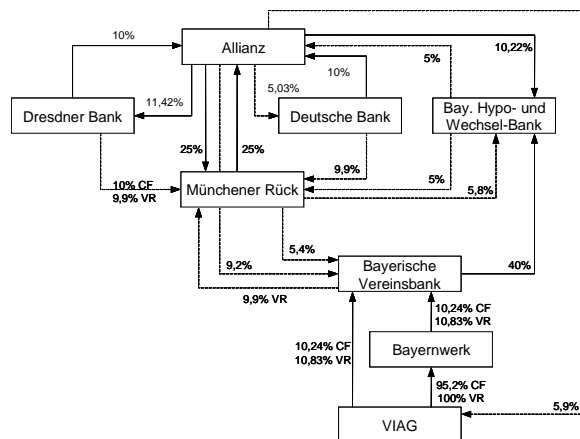 10%
Allianz
10,22%
5%
10%
5,03%
11,42%
Dresdner Bank
Deutsche Bank
Bay. Hypo- und
Wechsel-Bank
25%
25%
9,9%
5%
5,8%
10% CF
9,9% VR
Münchener Rück
5,4%
9,2%
Bayerische
Vereinsbank
40%
9.9% VR
10,24% CF
10,83% VR
10,24% CF
10,83% VR
Bayernwerk
95,2% CF
100% VR
5,9%
VIAG